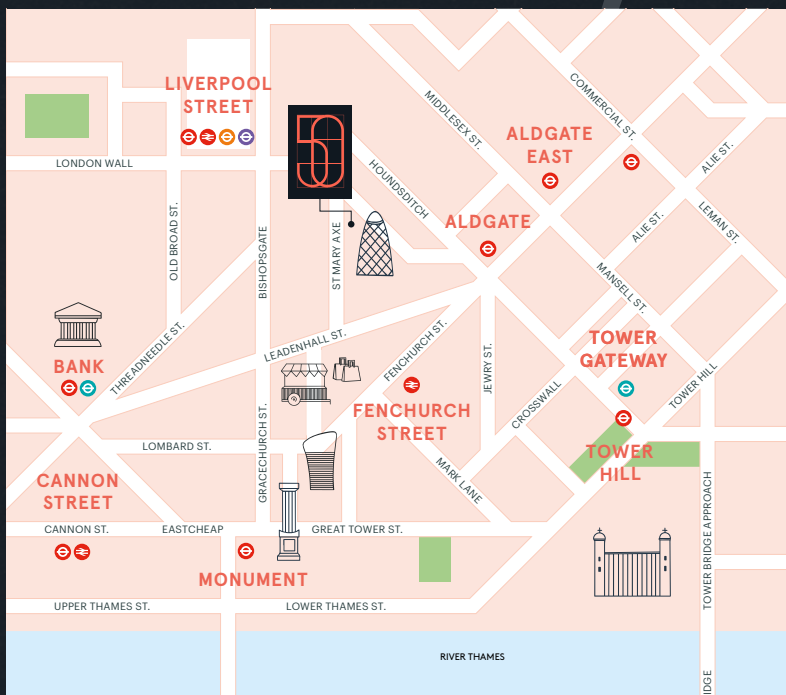 LIVERPOOL
STREET
MIDDLESEX ST.
COMMERCIAL ST.
ALDGATE
EAST
50
LONDON WALL
HOUNDSDITCH
ALIE ST.
OLD BROAD ST.
BISHOPSGATE
ST MARY AXE
ALDGATE
ALIE ST.
LEMAN ST.
MANSELL ST.
BANK
THREADNEEDLE ST.
LEADENHALL ST.
FENCHURCH ST.
JEWRY ST.
TOWER
GATEWAY
CROSSWALL
TOWER HILL
FENCHURCH
STREET
GRACECHURCH ST.
LOMBARD ST.
MARK LANE
TOWER
HILL
CANNON
STREET
CANNON ST.
EASTCHEAP
GREAT TOWER ST.
TOWER BRIDGE APPROACH
MONUMENT
UPPER THAMES ST.
LOWER THAMES ST.
RIVER THAMES
IDGE